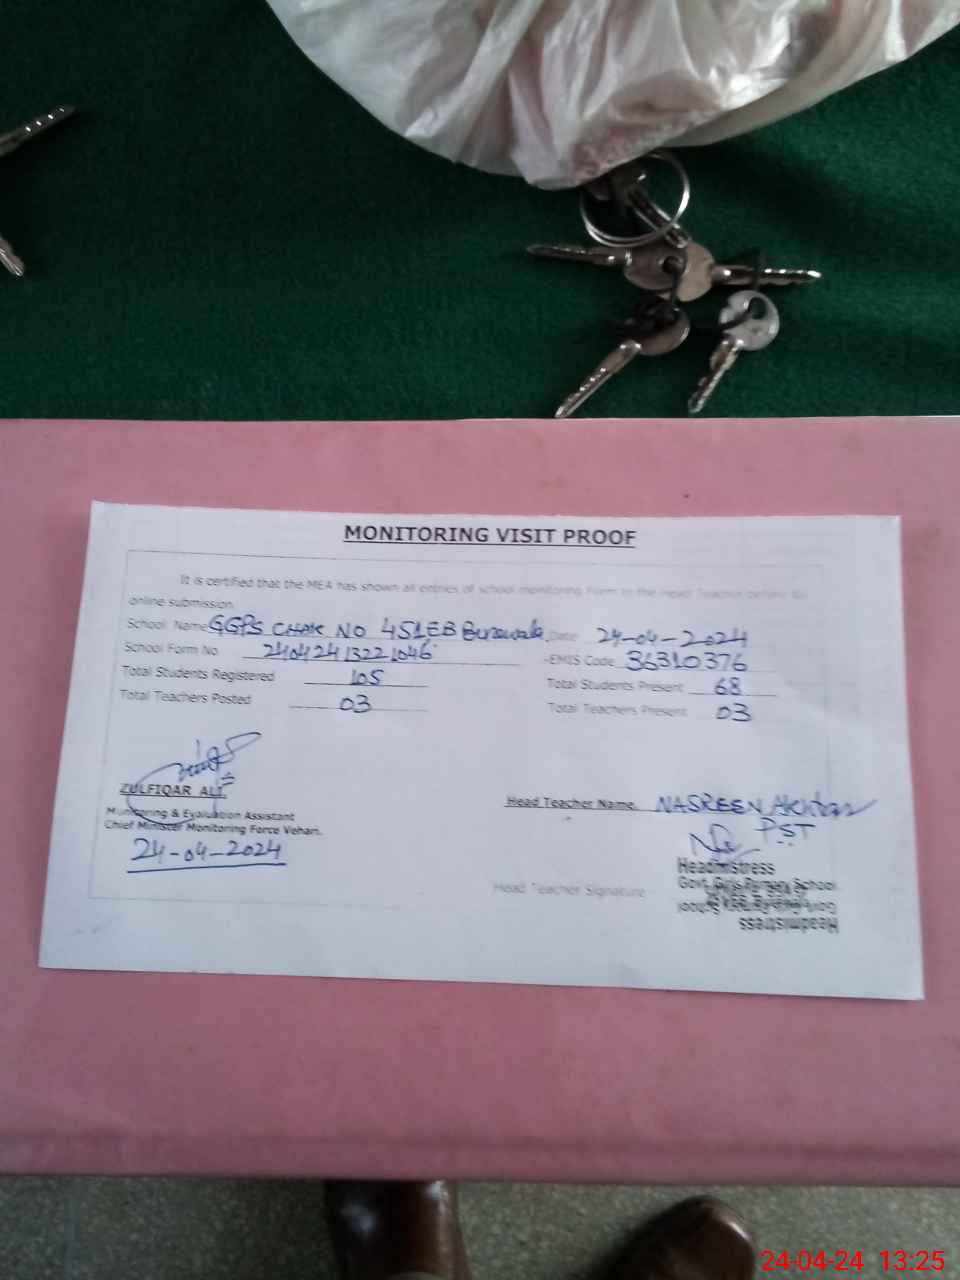 MONITORING VISIT PROOF
It is certified that the MEA has shown all entries of school monitoring Form to the Head Teacher before its
online submission.
School Name GGPS CHAK NO 451EB Burewala Date 24-04-2024
School Form No 24042413221046 EMIS Code 36310376
Total Students Registered 105 Total Students Present 68
Total Teachers Posted 03 Total Teachers Present 03
ZULFIQAR ALI
Monitoring & Evaluation Assistant
Chief Minister Monitoring Force Vehari.
24-04-2024
Head Teacher Name. NASREEN Akhtar
PST
Head Teacher Signature
Headmistress
Govt. Girls Primary School
Headmistress
24-04-24 13:25